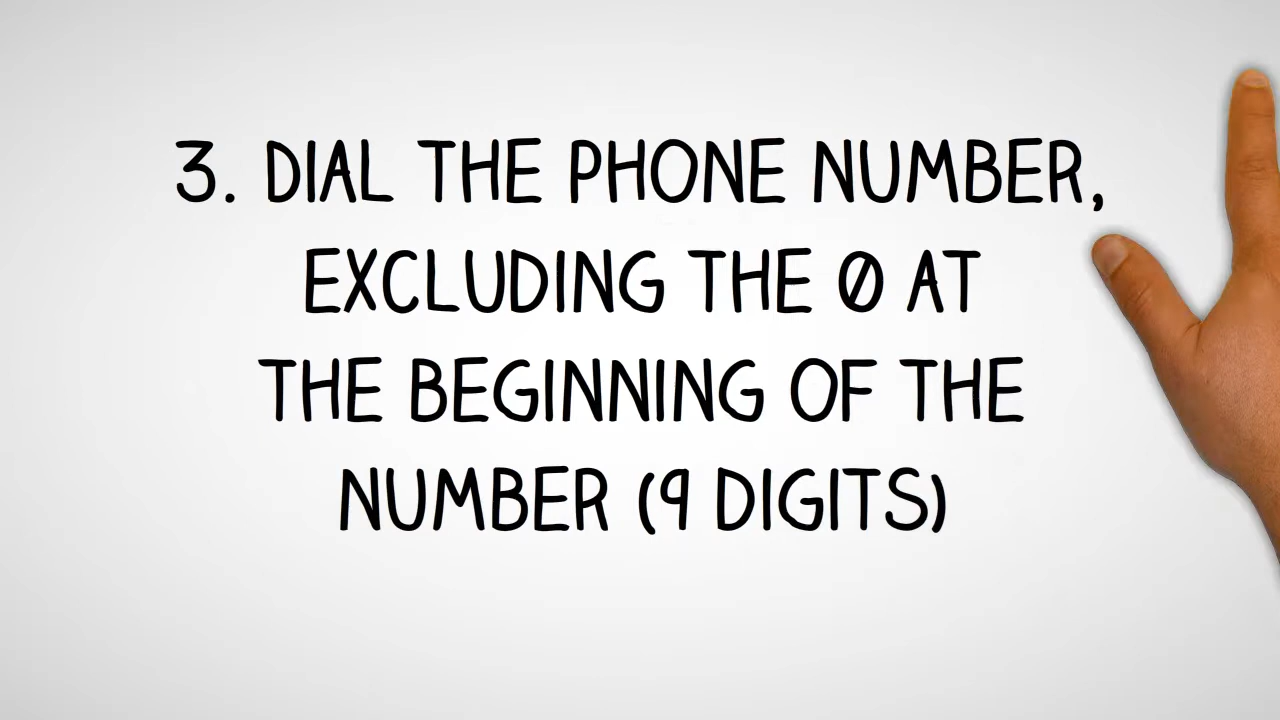 3. DIAL THE PHONE NUMBER,
EXCLUDING THE 0 AT
THE BEGINNING OF THE
NUMBER (9 DIGITS)